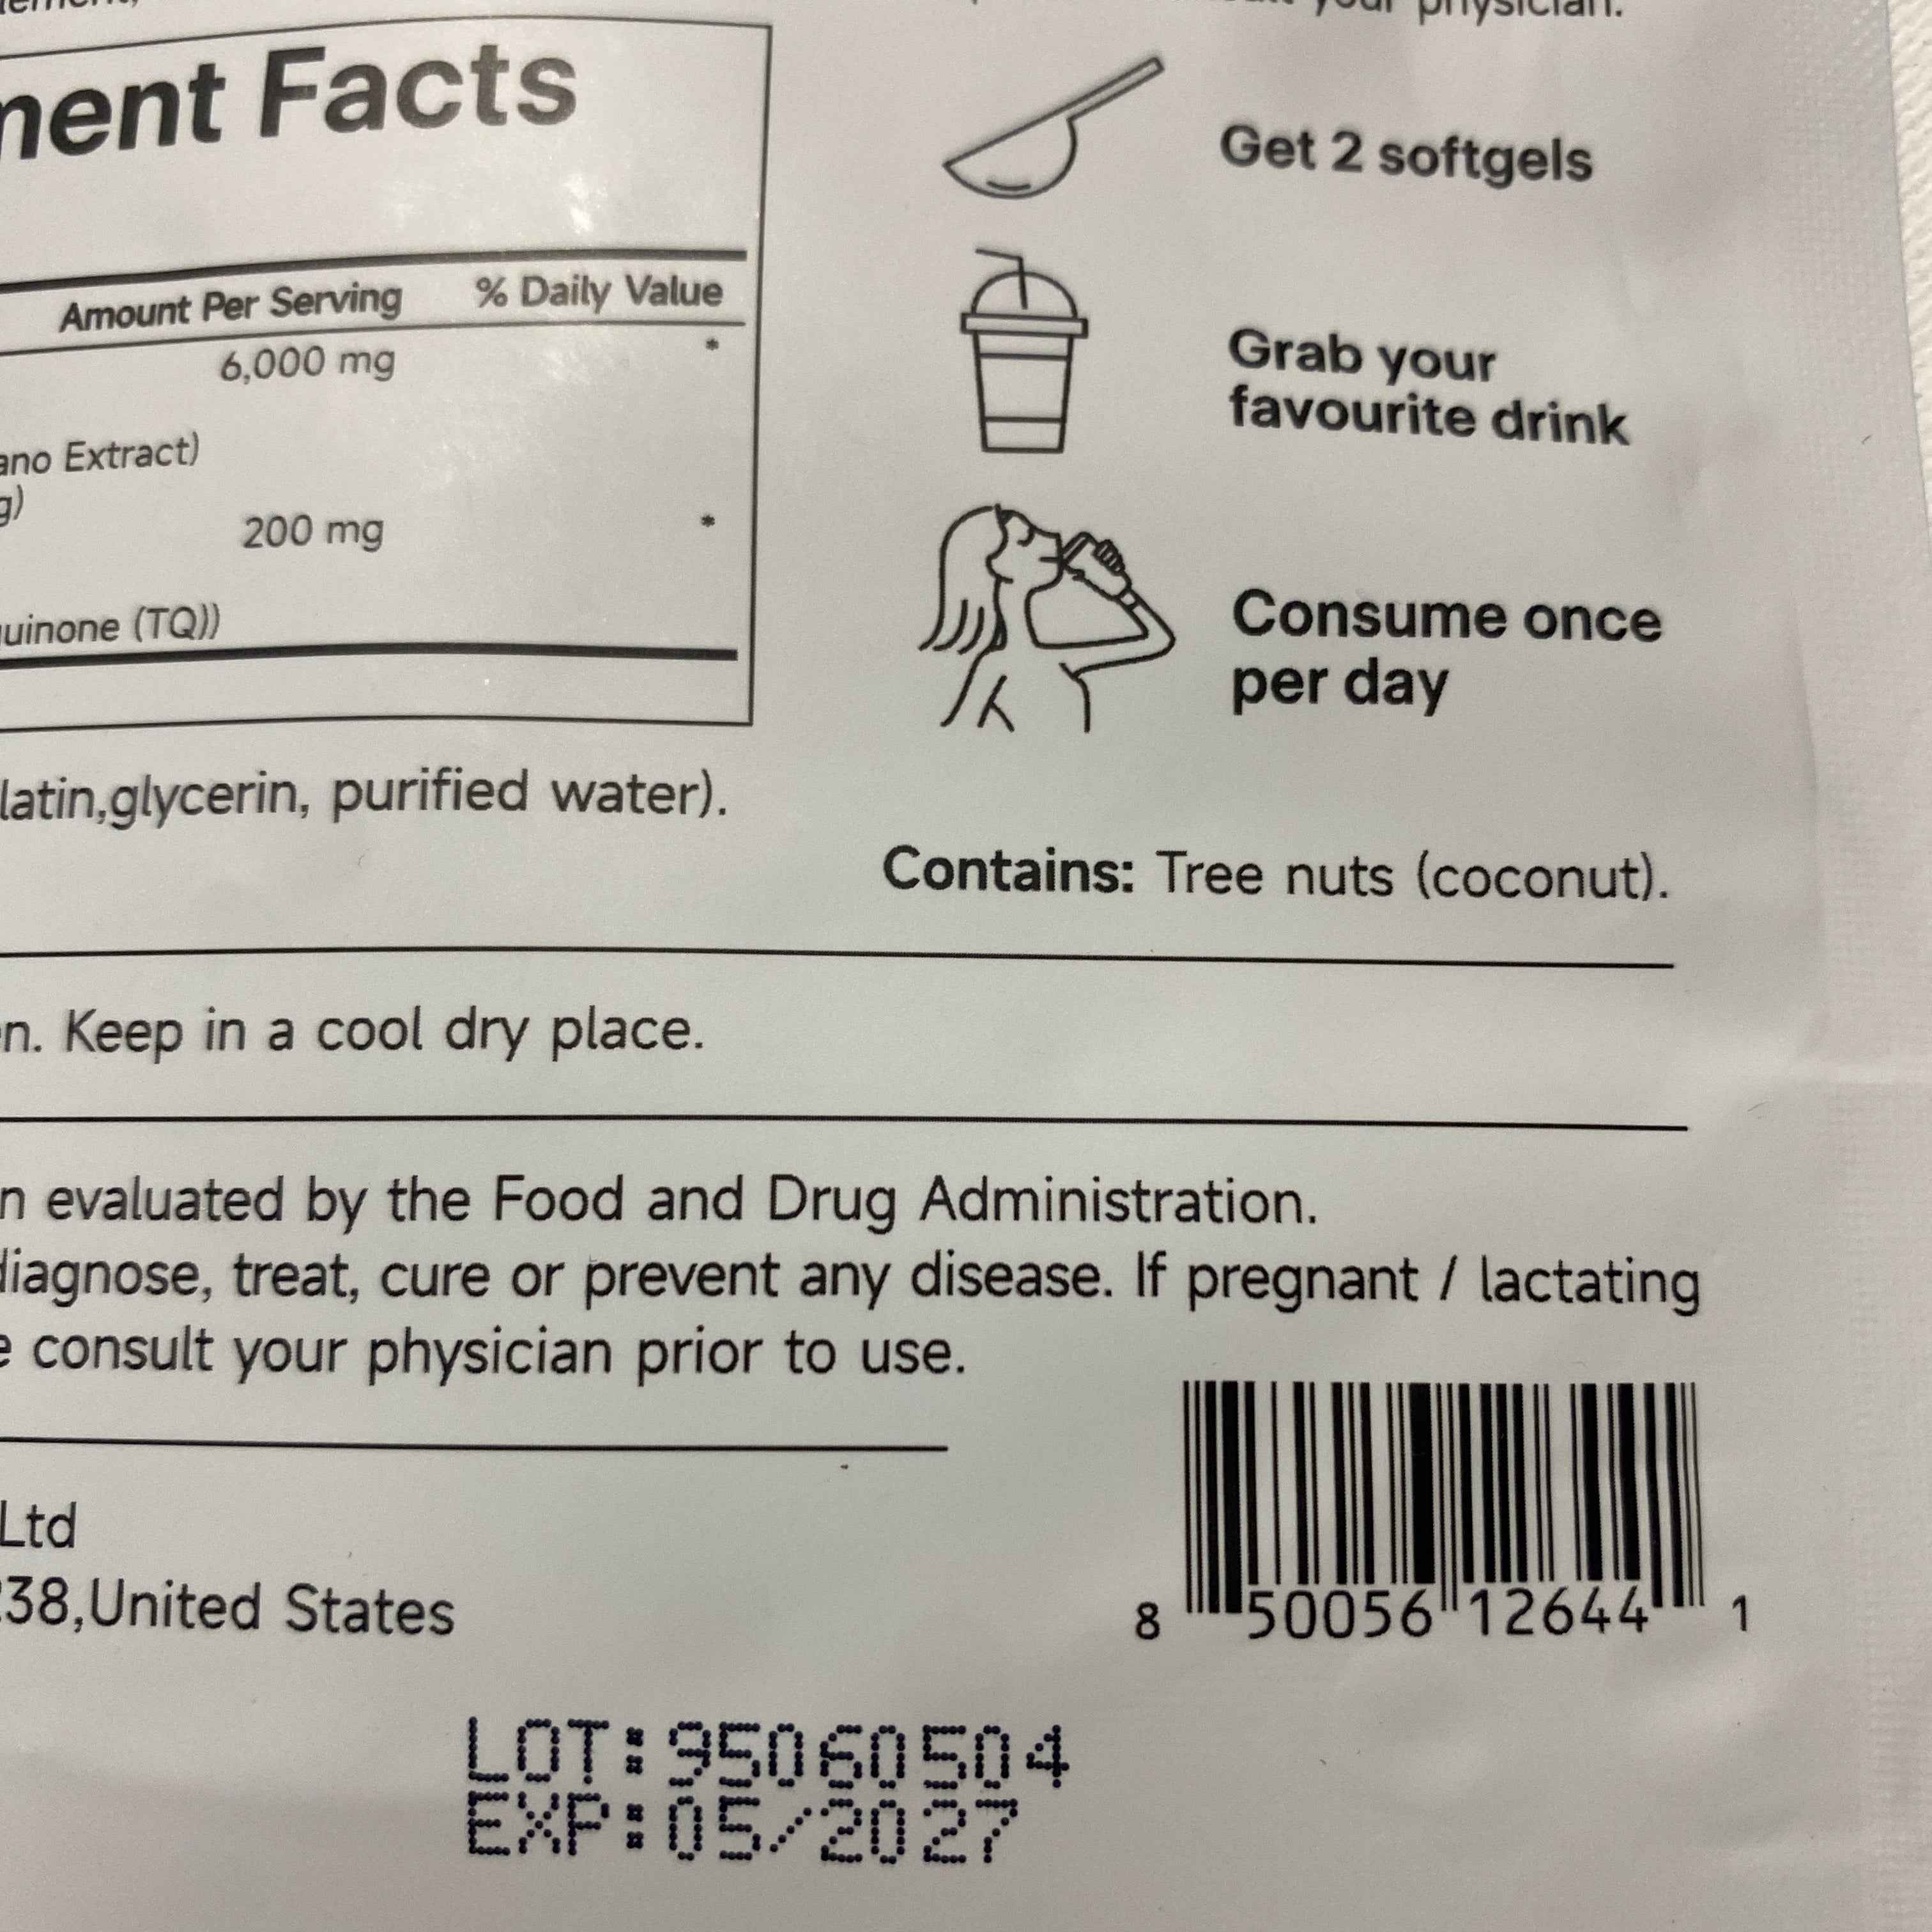 physician.
ment Facts
Amount Per Serving % Daily Value
6,000 mg *
ano Extract)
g)
200 mg *
uinone (TQ))
latin,glycerin, purified water).
Get 2 softgels
Grab your
favourite drink
Consume once
per day
Contains: Tree nuts (coconut).
n. Keep in a cool dry place.
n evaluated by the Food and Drug Administration.
diagnose, treat, cure or prevent any disease. If pregnant / lactating
e consult your physician prior to use.
Ltd
38,United States
8 50056 12644 1
LOT:95060504
EXP:05/2027